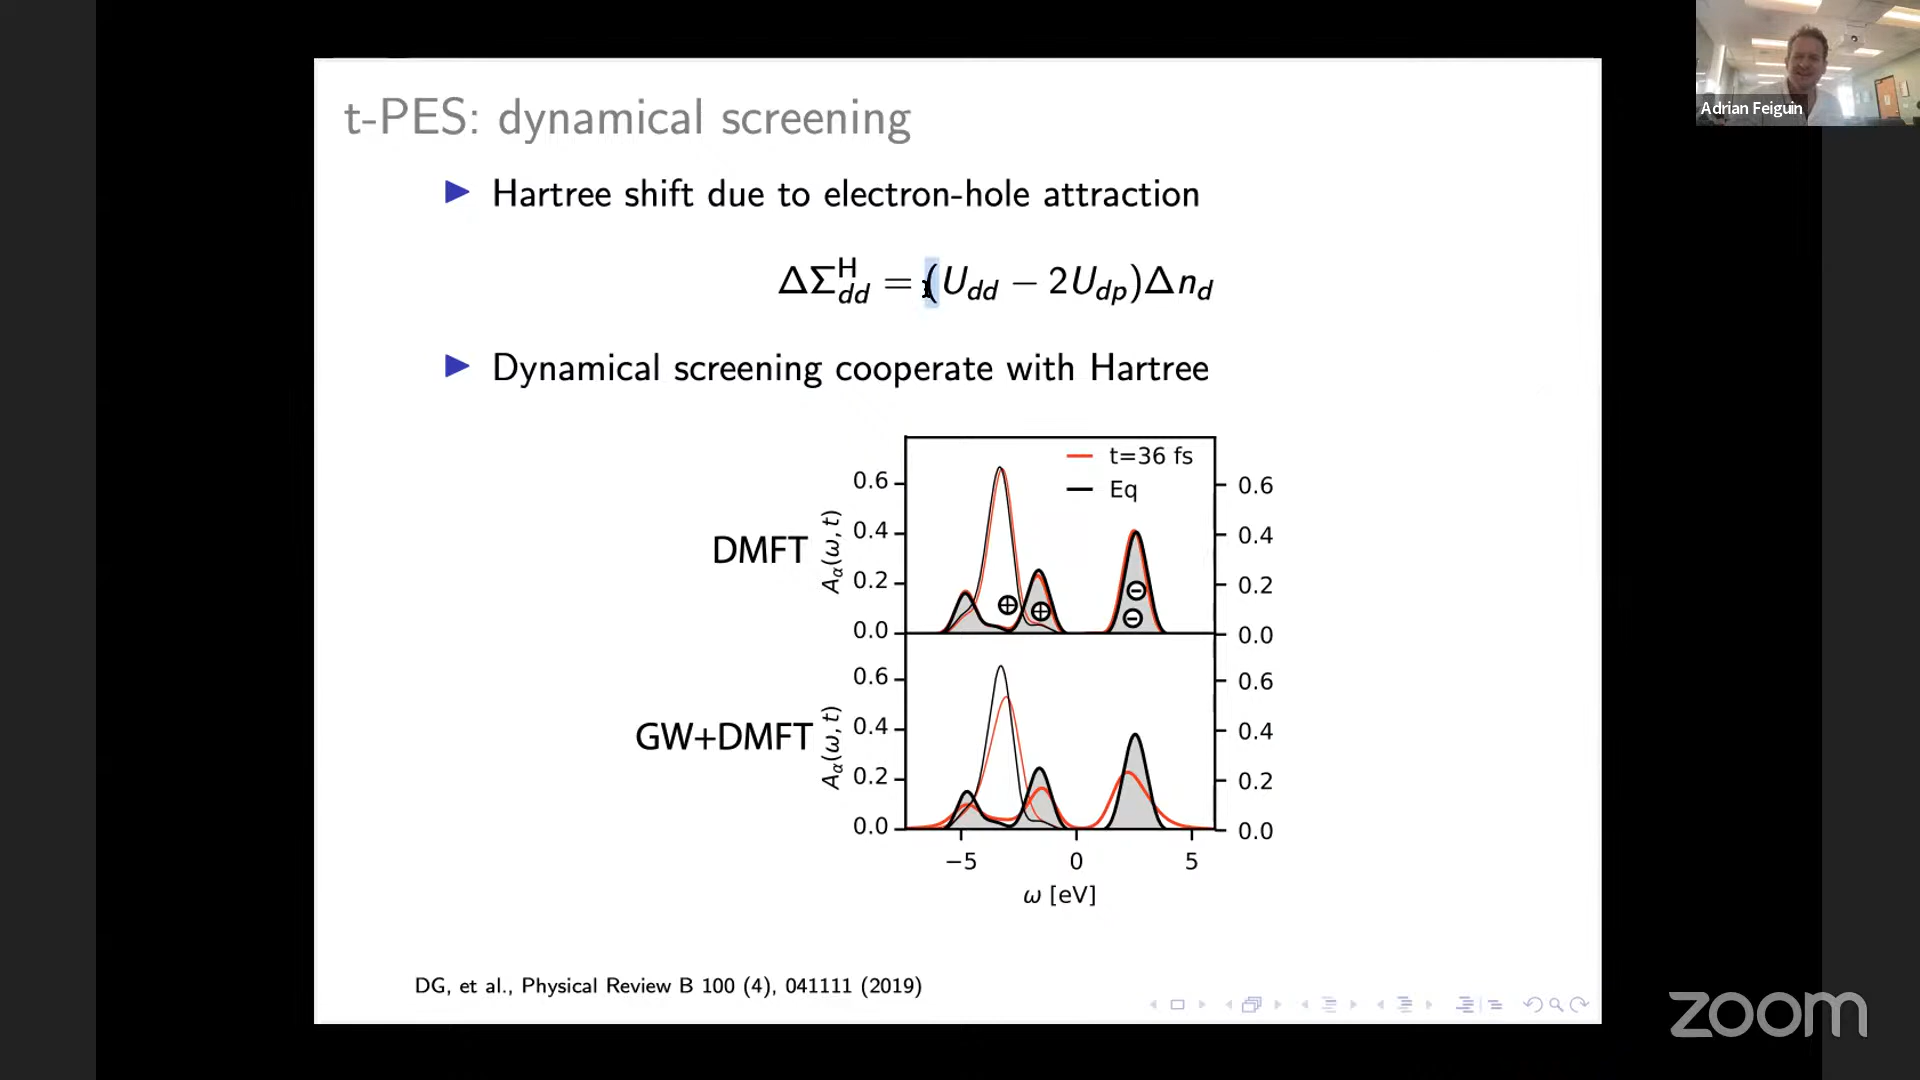 Adrian Feiguin
t-PES: dynamical screening
Hartree shift due to electron-hole attraction
ΔΣ^H_dd = (U_dd − 2U_dp)Δn_d
Dynamical screening cooperate with Hartree
t=36 fs
Eq
DMFT
A_α(ω, t)
0.6
0.4
0.2
0.0
0.6
0.4
0.2
0.0
GW+DMFT
A_α(ω, t)
0.6
0.4
0.2
0.0
0.6
0.4
0.2
0.0
−5 0 5
ω [eV]
DG, et al., Physical Review B 100 (4), 041111 (2019)
zoom